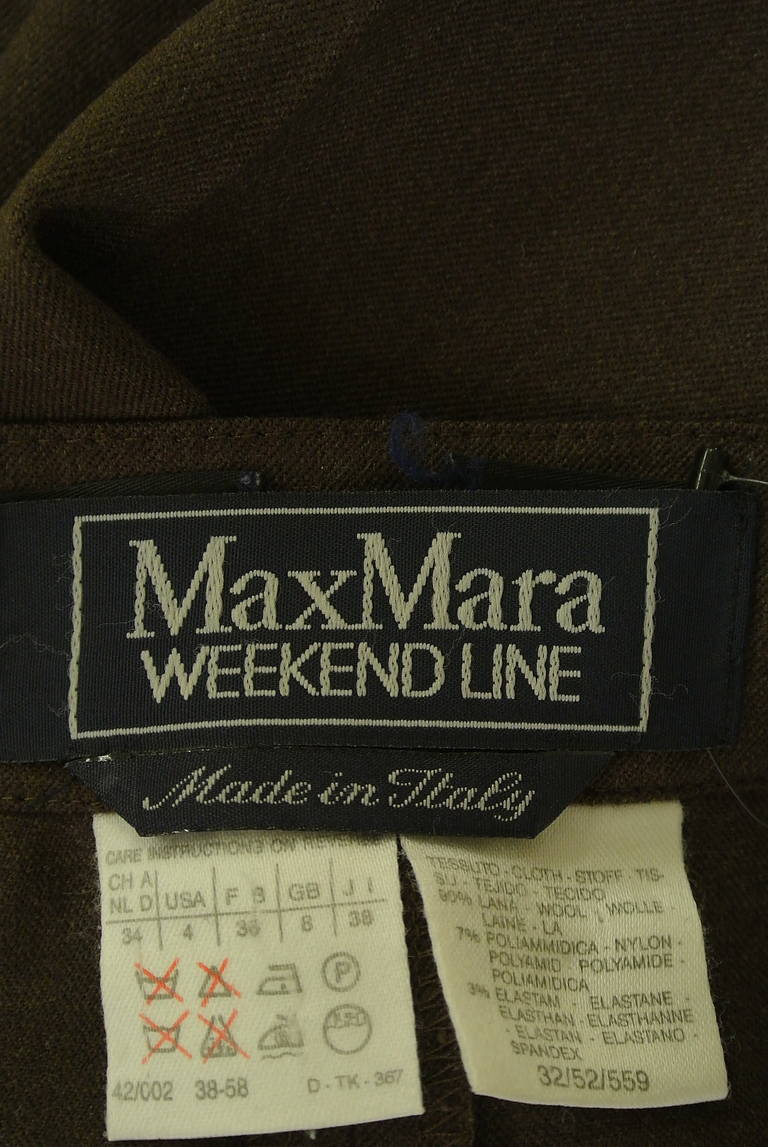 MaxMara
WEEKEND LINE
Made in Italy
CARE INSTRUCTIONS ON REVERSE
CH A
NL D USA F B GB J I
34 4 36 8 38
P
42/002 38-58 D-TK-367
TESSUTO - CLOTH - STOFF - TIS-
SU - TEJIDO - TECIDO
90% LANA - WOOL - WOLLE -
LAINE - LA
7% POLIAMMIDICA - NYLON -
POLYAMID - POLYAMIDE -
POLIAMIDICA
3% ELASTAM - ELASTANE -
ELASTHAN - ELASTHANNE
- ELASTAN - ELASTANO -
SPANDEX
32/52/559